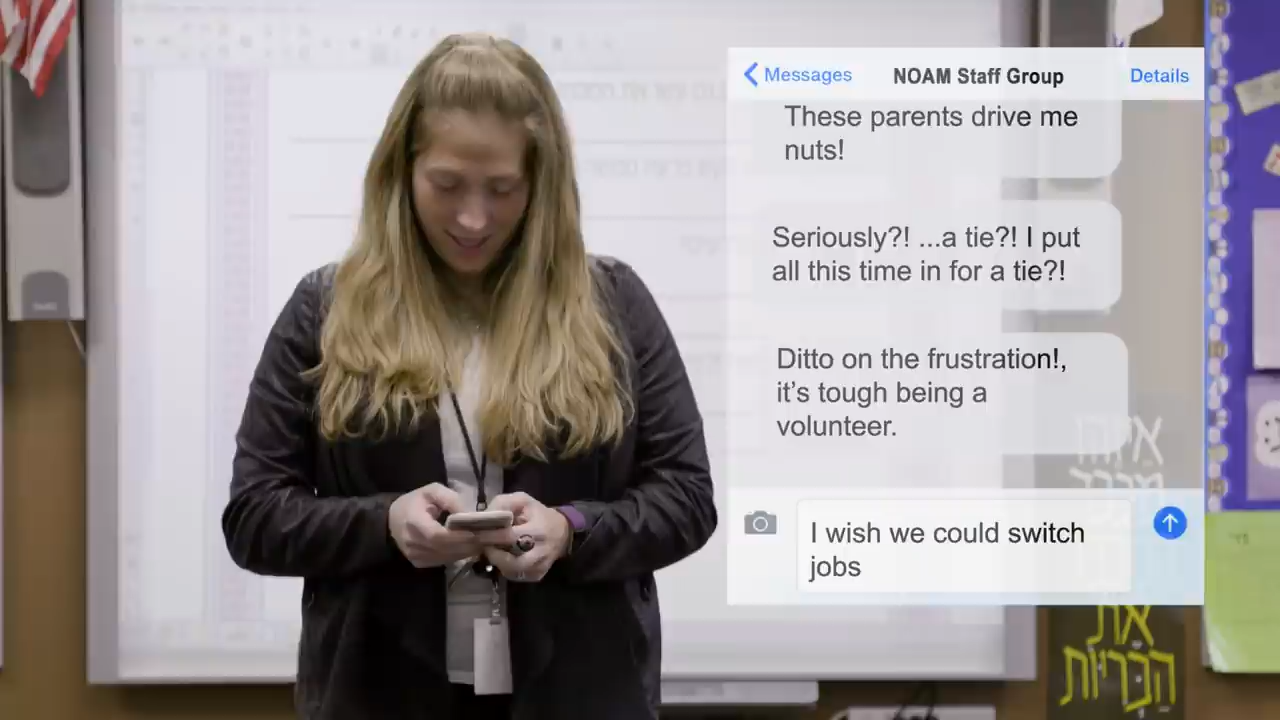 Messages
NOAM Staff Group
Details
These parents drive me
nuts!
Seriously?! ...a tie?! I put
all this time in for a tie?!
Ditto on the frustration!,
it's tough being a
volunteer.
I wish we could switch
jobs
את
הבריות